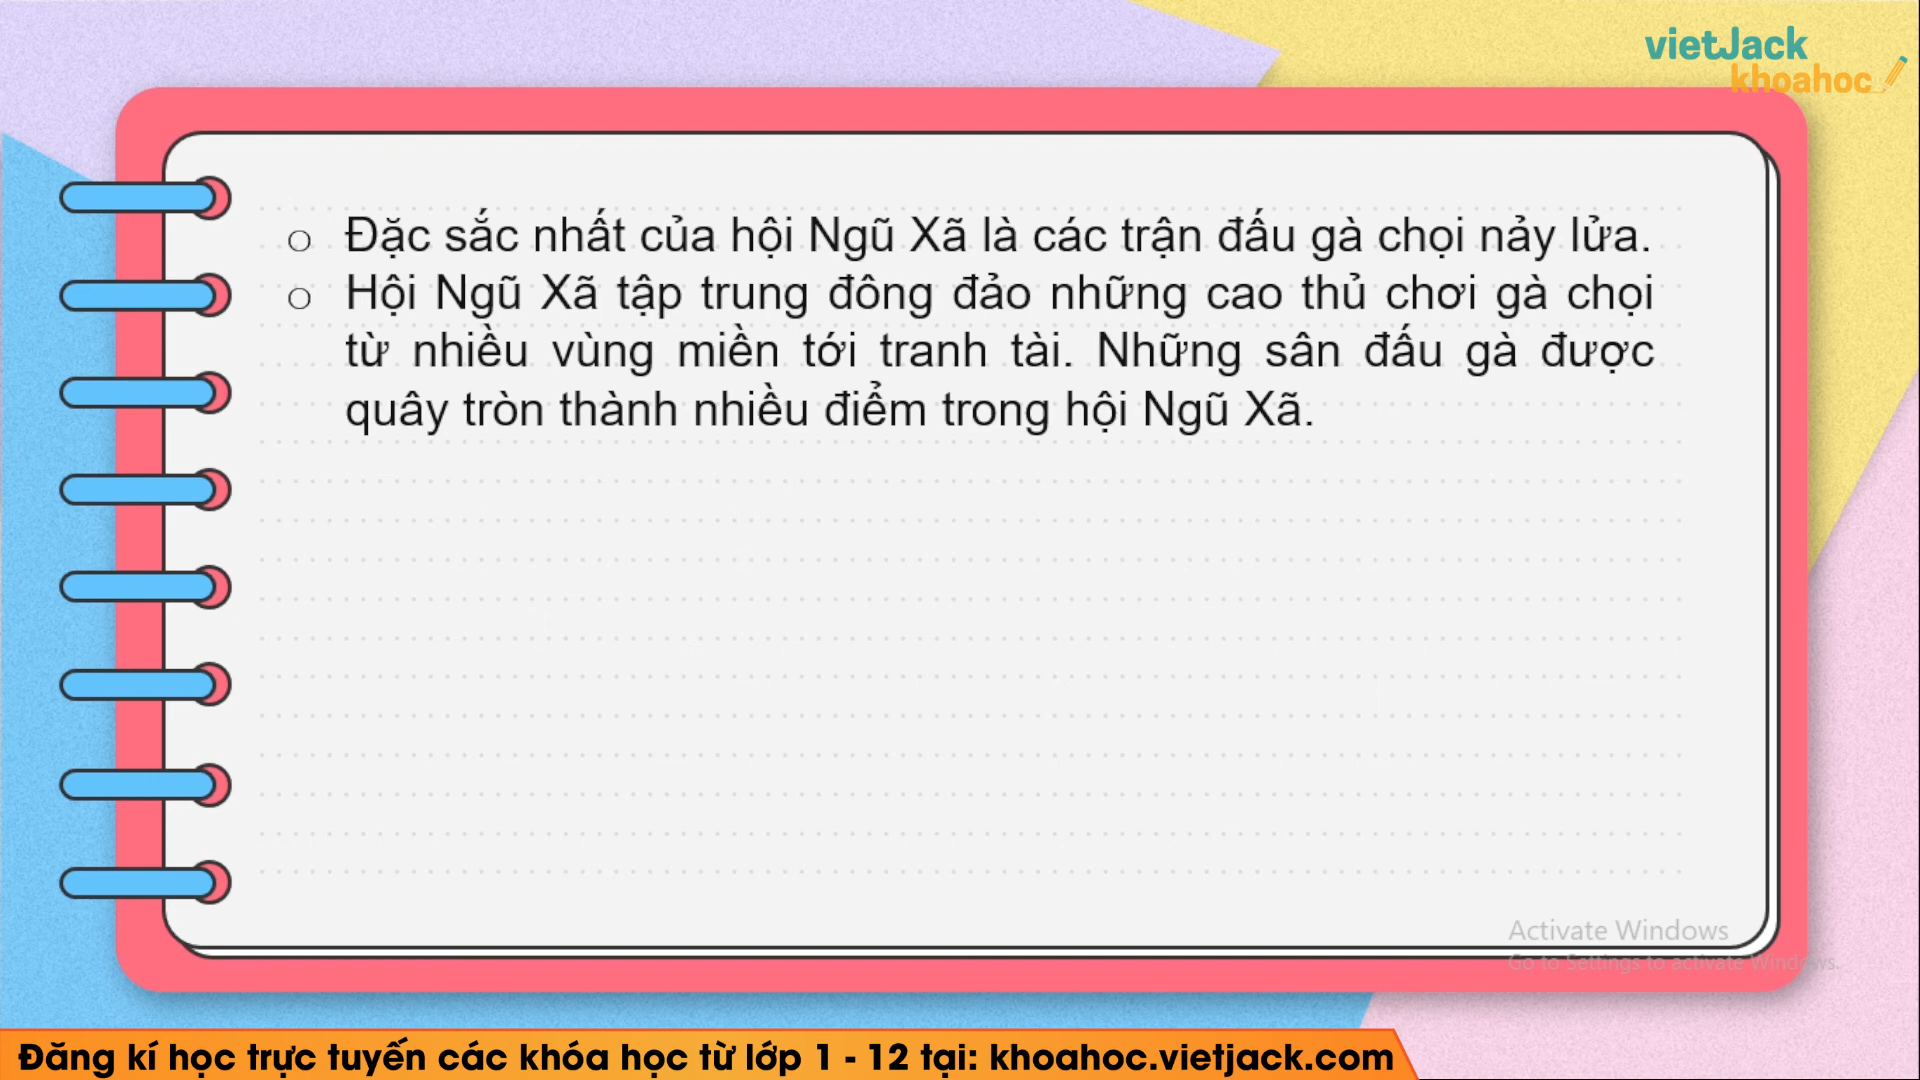 vietJack
khoahoc
Đặc sắc nhất của hội Ngũ Xã là các trận đấu gà chọi nảy lửa.
Hội Ngũ Xã tập trung đông đảo những cao thủ chơi gà chọi
từ nhiều vùng miền tới tranh tài. Những sân đấu gà được
quây tròn thành nhiều điểm trong hội Ngũ Xã.
Activate Windows
Go to Settings to activate Windows.
Đăng kí học trực tuyến các khóa học từ lớp 1 - 12 tại: khoahoc.vietjack.com